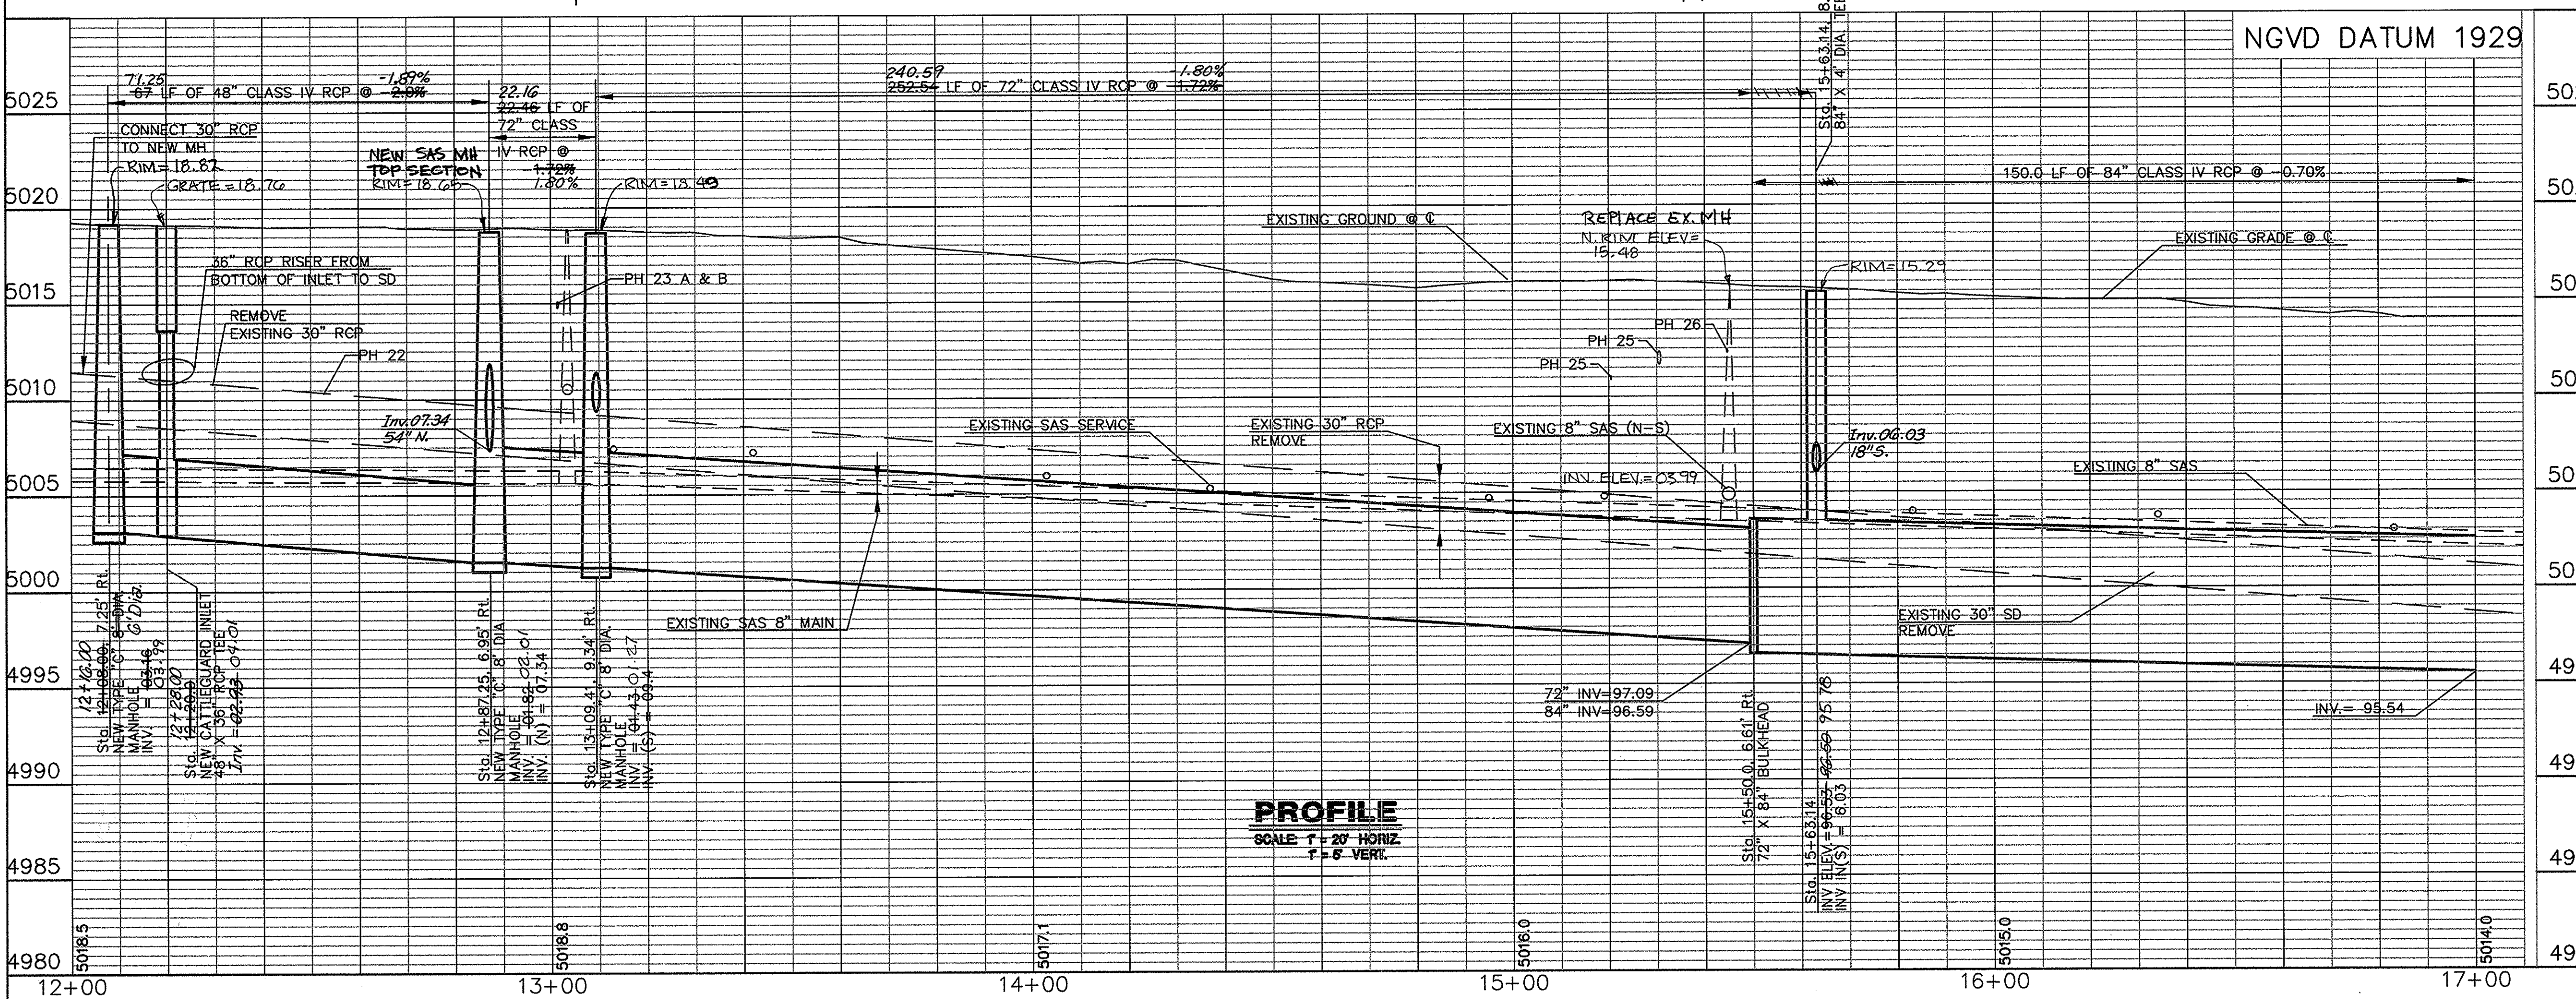 NGVD DATUM 1929
71.25
-1.89%
67 LF OF 48" CLASS IV RCP @ -2.0%
22.16
22.46 LF OF
72" CLASS
IV RCP @
-1.72%
1.80%
240.59
-1.80%
252.54 LF OF 72" CLASS IV RCP @ -1.72%
Sta. 15+63.14,
84" X 4' DIA. TEE
150.0 LF OF 84" CLASS IV RCP @ -0.70%
5025
5020
5015
5010
5005
5000
4995
4990
4985
4980
CONNECT 30" RCP
TO NEW MH
RIM=18.82
GRATE=18.76
NEW SAS MH
TOP SECTION
RIM=18.65
RIM=18.49
36" RCP RISER FROM
BOTTOM OF INLET TO SD
REMOVE
EXISTING 30" RCP
PH 22
PH 23 A & B
EXISTING GROUND @ ℄
REPLACE EX. MH
N. RIM ELEV=
15.48
EXISTING GRADE @ ℄
RIM=15.29
PH 26
PH 25
PH 25
Inv.07.34
54" N.
EXISTING SAS SERVICE
EXISTING 30" RCP
REMOVE
EXISTING 8" SAS (N-S)
INV. ELEV.=03.99
Inv.06.03
18"S.
EXISTING 8" SAS
EXISTING SAS 8" MAIN
EXISTING 30" SD
REMOVE
72" INV=97.09
84" INV=96.59
INV.= 95.54
12+16.00
Sta. 12+08.00, 7.25' Rt.
NEW TYPE "C" 8' DIA.
6' Dia.
MANHOLE
INV. = 03.16
03.99
12+28.00
Sta. 12+20.0
NEW CATTLEGUARD INLET
48" X 36" RCP TEE
Inv. = 02.93 04.01
Sta. 12+87.25, 6.95' Rt.
NEW TYPE "C" 8' DIA
MANHOLE
INV. = 01.82 02.01
INV. (N) = 07.34
Sta. 13+09.41, 9.34' Rt.
NEW TYPE "C" 8' DIA.
MANHOLE
INV. = 01.43 01.27
INV. (S) = 09.4
Sta. 15+50.0, 6.61' Rt.
72" X 84" BULKHEAD
Sta. 15+63.14
INV ELEV.=96.53 96.50 95.78
INV IN(S) = 6.03
PROFILE
SCALE: 1" = 20' HORIZ.
1" = 5' VERT.
5018.5
5018.8
5017.1
5016.0
5015.0
5014.0
12+00
13+00
14+00
15+00
16+00
17+00